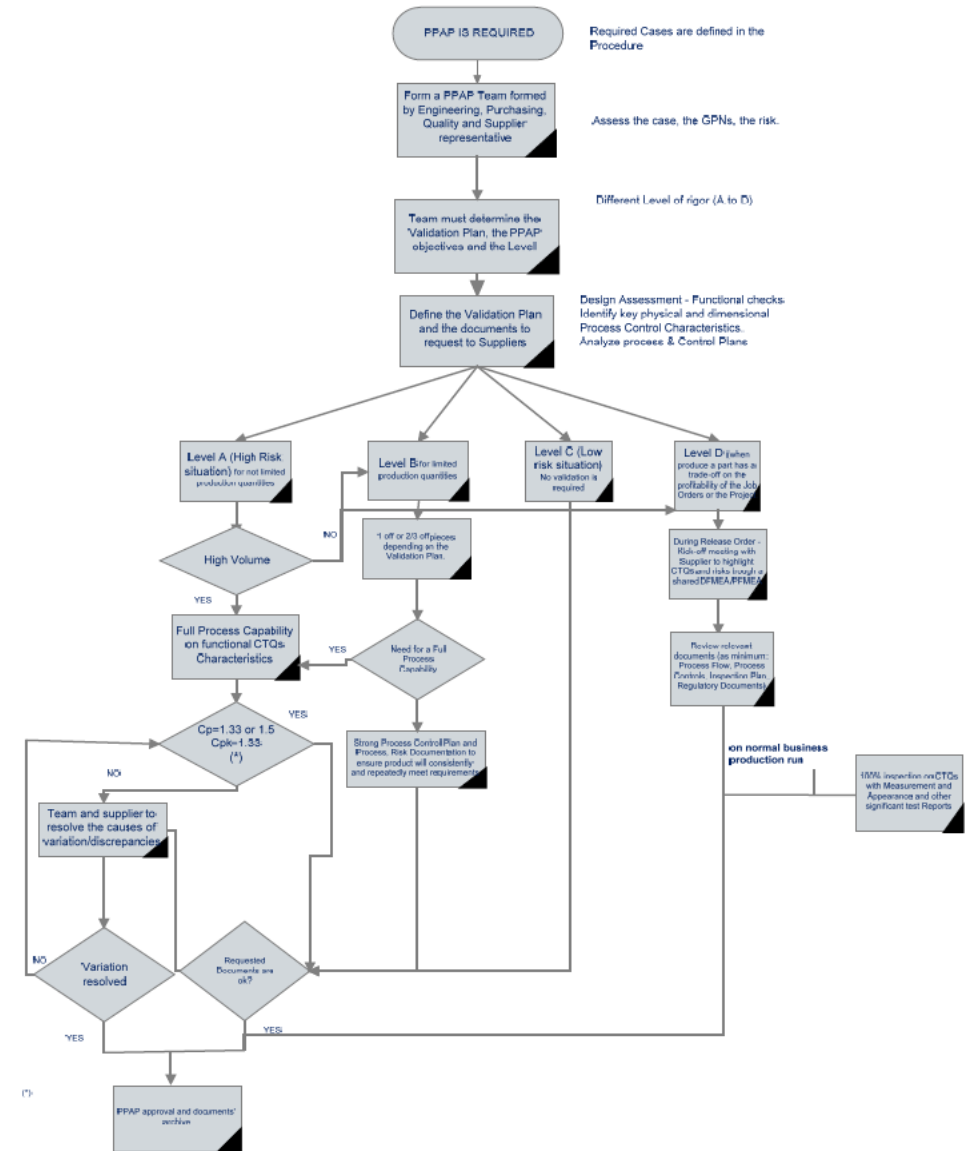 PPAP IS REQUIRED
Required Cases are defined in the
Procedure
Form a PPAP Team formed
by Engineering, Purchasing,
Quality and Supplier
representative
Assess the case, the GPNs, the risk.
Different Level of rigor (A to D)
Team must determine the
Validation Plan, the PPAP
objectives and the Level
Define the Validation Plan
and the documents to
request to Suppliers
Design Assessment - Functional checks
Identify key physical and dimensional
Process Control Characteristics.
Analyze process & Control Plans
Level A (High Risk
situation) for not limited
production quantities
Level B for limited
production quantities
Level C (Low
risk situation)
No validation is
required
Level D (when
produce a part has a
trade-off on the
profitability of the Job
Orders or the Project
High Volume
NO
YES
1 off or 2/3 off pieces
depending on the
Validation Plan.
During Release Order -
Kick-off meeting with
Supplier to highlight
CTQs and risks trough a
shared DFMEA/PFMEA
Full Process Capability
on functional CTQs
Characteristics
YES
Need for a Full
Process
Capability
Review relevant
documents (as minimum:
Process Flow, Process
Controls, Inspection Plan,
Regulatory Documents)
Cp=1.33 or 1.5
Cpk=1.33
(*)
YES
NO
Strong Process Control Plan and
Process, Risk Documentation to
ensure product will consistently
and repeatedly meet requirements
on normal business
production run
100% inspection on CTQs
with Measurement and
Appearance and other
significant test Reports
Team and supplier to
resolve the causes of
variation/discrepancies
Variation
resolved
NO
YES
Requested
Documents are
ok?
YES
(*)
PPAP approval and documents'
archive